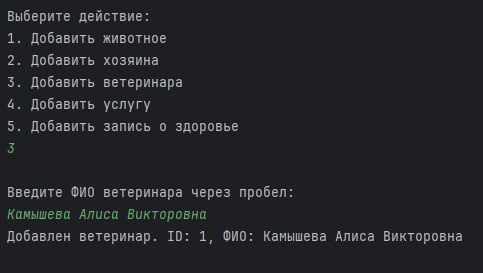 Выберите действие:
1. Добавить животное
2. Добавить хозяина
3. Добавить ветеринара
4. Добавить услугу
5. Добавить запись о здоровье
3
Введите ФИО ветеринара через пробел:
Камышева Алиса Викторовна
Добавлен ветеринар. ID: 1, ФИО: Камышева Алиса Викторовна